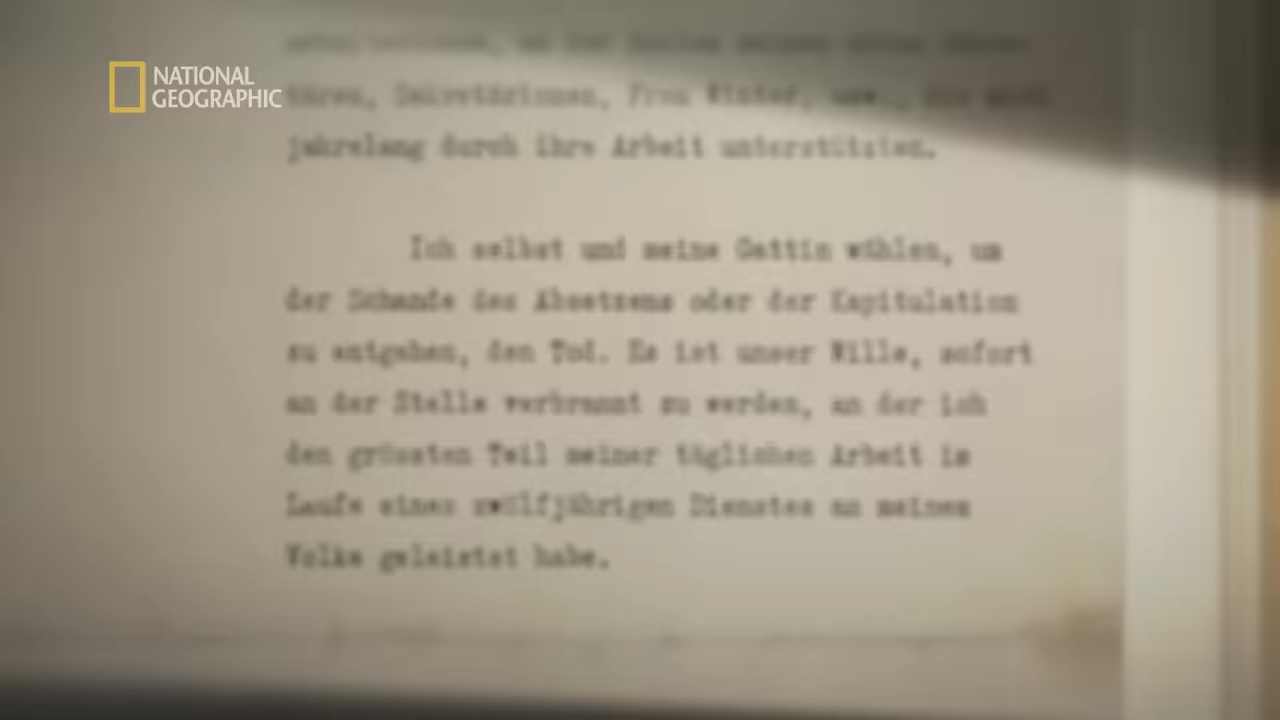 NATIONAL
GEOGRAPHIC
türen, Sekretärinnen, Frau Winter, usw., die mich
jahrelang durch ihre Arbeit unterstützten.
Ich selbst und meine Gattin wählen, um
der Schande des Absetzens oder der Kapitulation
zu entgehen, den Tod. Es ist unser Wille, sofort
an der Stelle verbrannt zu werden, an der ich
den grössten Teil meiner täglichen Arbeit im
Laufe eines zwölfjährigen Dienstes an meinem
Volke geleistet habe.